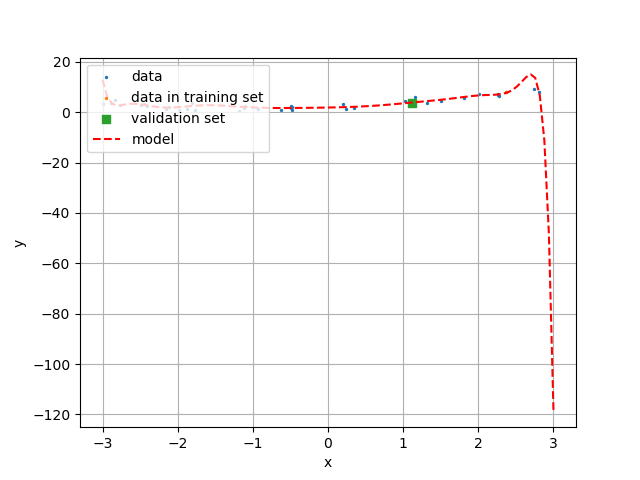 data
data in training set
validation set
model
20
0
−20
−40
−60
−80
−100
−120
y
−3 −2 −1 0 1 2 3
x